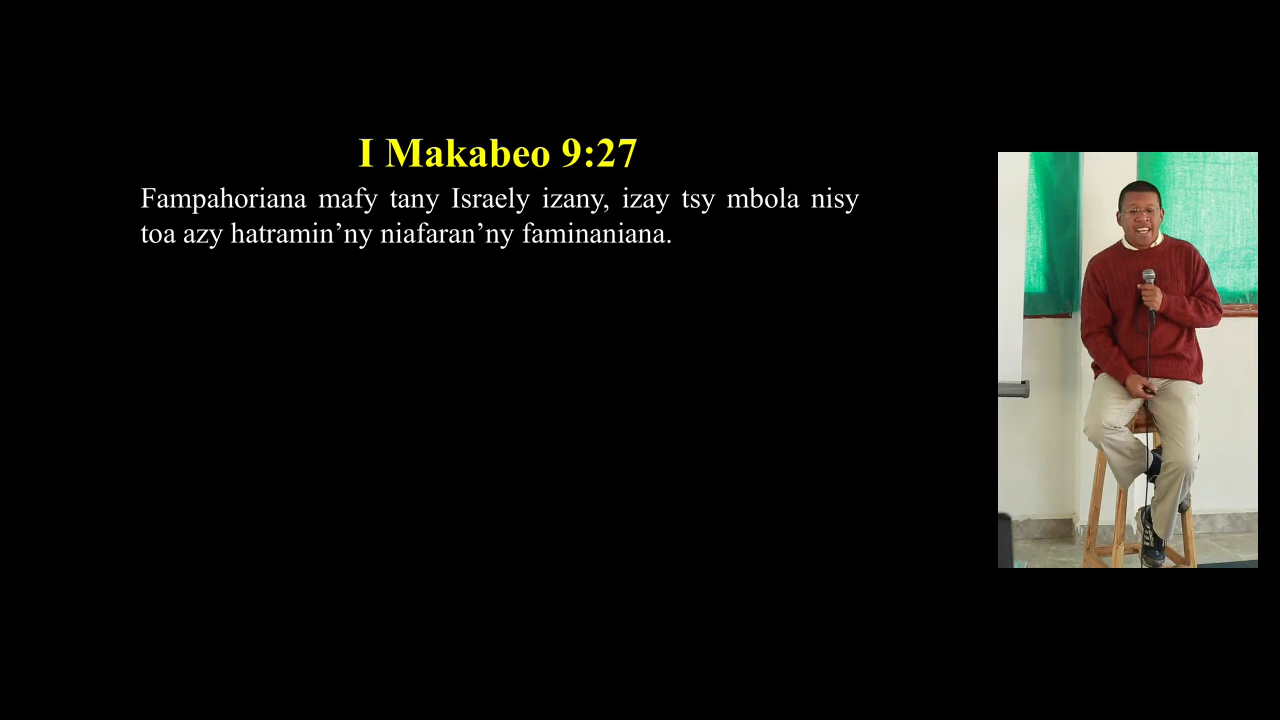 I Makabeo 9:27
Fampahoriana mafy tany Israely izany, izay tsy mbola nisy
toa azy hatramin’ny niafaran’ny faminaniana.